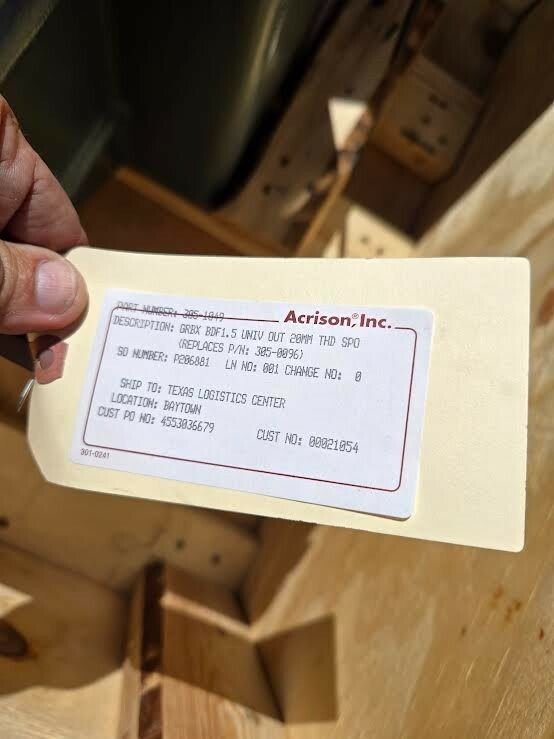 Acrison®, Inc.
PART NUMBER: 305-1049
DESCRIPTION: GRBX BDF1.5 UNIV OUT 20MM THD SPO
(REPLACES P/N: 305-0096)
SO NUMBER: P206881 LN NO: 001 CHANGE NO: 0
SHIP TO: TEXAS LOGISTICS CENTER
LOCATION: BAYTOWN
CUST PO NO: 4553036679
CUST NO: 00021054
301-0241